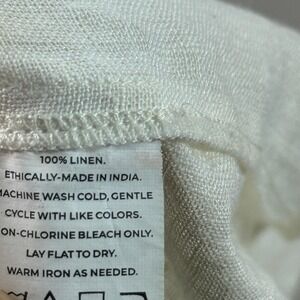 100% LINEN.
ETHICALLY-MADE IN INDIA.
MACHINE WASH COLD, GENTLE
CYCLE WITH LIKE COLORS.
ON-CHLORINE BLEACH ONLY.
LAY FLAT TO DRY.
WARM IRON AS NEEDED.